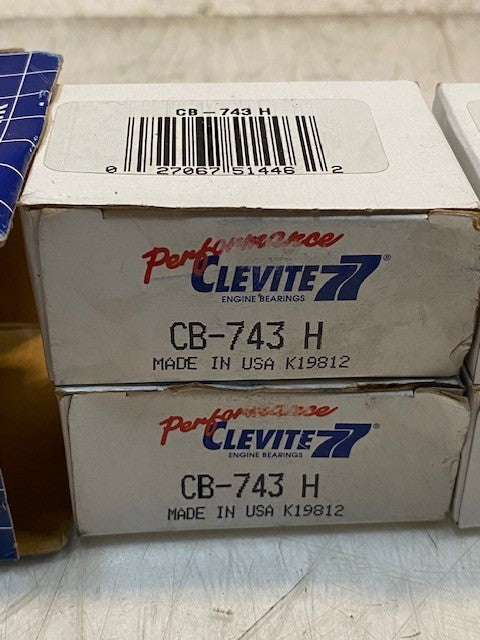 CB-743 H
0 27067 51446 2
Performance
CLEVITE 77®
ENGINE BEARINGS
CB-743 H
MADE IN USA K19812
Performance
CLEVITE 77
ENGINE BEARINGS
CB-743 H
MADE IN USA K19812